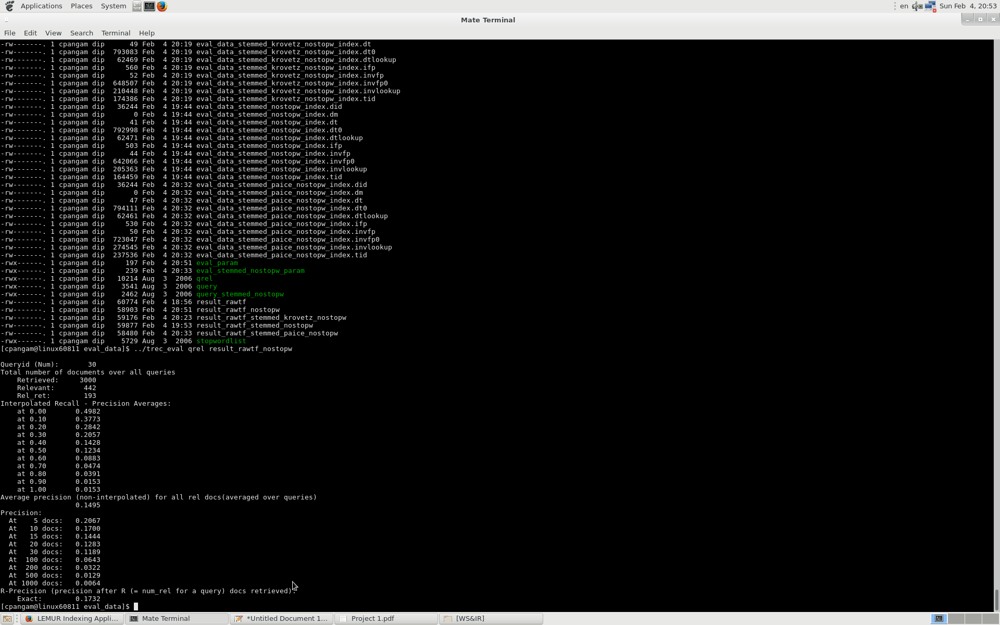 Applications Places System en Sun Feb 4, 20:53
Mate Terminal
File Edit View Search Terminal Help
-rw-------. 1 cpangam dip 49 Feb 4 20:19 eval_data_stemmed_krovetz_nostopw_index.dt
-rw-------. 1 cpangam dip 793083 Feb 4 20:19 eval_data_stemmed_krovetz_nostopw_index.dt0
-rw-------. 1 cpangam dip 62469 Feb 4 20:19 eval_data_stemmed_krovetz_nostopw_index.dtlookup
-rw-------. 1 cpangam dip 560 Feb 4 20:19 eval_data_stemmed_krovetz_nostopw_index.ifp
-rw-------. 1 cpangam dip 52 Feb 4 20:19 eval_data_stemmed_krovetz_nostopw_index.invfp
-rw-------. 1 cpangam dip 648507 Feb 4 20:19 eval_data_stemmed_krovetz_nostopw_index.invfp0
-rw-------. 1 cpangam dip 210448 Feb 4 20:19 eval_data_stemmed_krovetz_nostopw_index.invlookup
-rw-------. 1 cpangam dip 174386 Feb 4 20:19 eval_data_stemmed_krovetz_nostopw_index.tid
-rw-------. 1 cpangam dip 36244 Feb 4 19:44 eval_data_stemmed_nostopw_index.did
-rw-------. 1 cpangam dip 0 Feb 4 19:44 eval_data_stemmed_nostopw_index.dm
-rw-------. 1 cpangam dip 41 Feb 4 19:44 eval_data_stemmed_nostopw_index.dt
-rw-------. 1 cpangam dip 792998 Feb 4 19:44 eval_data_stemmed_nostopw_index.dt0
-rw-------. 1 cpangam dip 62471 Feb 4 19:44 eval_data_stemmed_nostopw_index.dtlookup
-rw-------. 1 cpangam dip 503 Feb 4 19:44 eval_data_stemmed_nostopw_index.ifp
-rw-------. 1 cpangam dip 44 Feb 4 19:44 eval_data_stemmed_nostopw_index.invfp
-rw-------. 1 cpangam dip 642066 Feb 4 19:44 eval_data_stemmed_nostopw_index.invfp0
-rw-------. 1 cpangam dip 205363 Feb 4 19:44 eval_data_stemmed_nostopw_index.invlookup
-rw-------. 1 cpangam dip 164459 Feb 4 19:44 eval_data_stemmed_nostopw_index.tid
-rw-------. 1 cpangam dip 36244 Feb 4 20:32 eval_data_stemmed_paice_nostopw_index.did
-rw-------. 1 cpangam dip 0 Feb 4 20:32 eval_data_stemmed_paice_nostopw_index.dm
-rw-------. 1 cpangam dip 47 Feb 4 20:32 eval_data_stemmed_paice_nostopw_index.dt
-rw-------. 1 cpangam dip 794111 Feb 4 20:32 eval_data_stemmed_paice_nostopw_index.dt0
-rw-------. 1 cpangam dip 62461 Feb 4 20:32 eval_data_stemmed_paice_nostopw_index.dtlookup
-rw-------. 1 cpangam dip 530 Feb 4 20:32 eval_data_stemmed_paice_nostopw_index.ifp
-rw-------. 1 cpangam dip 50 Feb 4 20:32 eval_data_stemmed_paice_nostopw_index.invfp
-rw-------. 1 cpangam dip 723047 Feb 4 20:32 eval_data_stemmed_paice_nostopw_index.invfp0
-rw-------. 1 cpangam dip 274545 Feb 4 20:32 eval_data_stemmed_paice_nostopw_index.invlookup
-rw-------. 1 cpangam dip 237536 Feb 4 20:32 eval_data_stemmed_paice_nostopw_index.tid
-rwx------. 1 cpangam dip 197 Feb 4 20:51 eval_param
-rwx------. 1 cpangam dip 239 Feb 4 20:33 eval_stemmed_nostopw_param
-rwx------. 1 cpangam dip 10214 Aug 3 2006 qrel
-rwx------. 1 cpangam dip 3541 Aug 3 2006 query
-rwx------. 1 cpangam dip 2462 Aug 3 2006 query_stemmed_nostopw
-rw-------. 1 cpangam dip 60774 Feb 4 18:56 result_rawtf
-rw-------. 1 cpangam dip 58903 Feb 4 20:51 result_rawtf_nostopw
-rw-------. 1 cpangam dip 59176 Feb 4 20:23 result_rawtf_stemmed_krovetz_nostopw
-rw-------. 1 cpangam dip 59877 Feb 4 19:53 result_rawtf_stemmed_nostopw
-rw-------. 1 cpangam dip 58480 Feb 4 20:33 result_rawtf_stemmed_paice_nostopw
-rwx------. 1 cpangam dip 5729 Aug 3 2006 stopwordlist
[cpangam@linux60811 eval_data]$ ../trec_eval qrel result_rawtf_nostopw
Queryid (Num): 30
Total number of documents over all queries
Retrieved: 3000
Relevant: 442
Rel_ret: 193
Interpolated Recall - Precision Averages:
at 0.00 0.4982
at 0.10 0.3773
at 0.20 0.2842
at 0.30 0.2057
at 0.40 0.1428
at 0.50 0.1234
at 0.60 0.0883
at 0.70 0.0474
at 0.80 0.0391
at 0.90 0.0153
at 1.00 0.0153
Average precision (non-interpolated) for all rel docs(averaged over queries)
0.1495
Precision:
At 5 docs: 0.2067
At 10 docs: 0.1700
At 15 docs: 0.1444
At 20 docs: 0.1283
At 30 docs: 0.1189
At 100 docs: 0.0643
At 200 docs: 0.0322
At 500 docs: 0.0129
At 1000 docs: 0.0064
R-Precision (precision after R (= num_rel for a query) docs retrieved):
Exact: 0.1732
[cpangam@linux60811 eval_data]$
LEMUR Indexing Appli... Mate Terminal *Untitled Document 1... Project 1.pdf [WS&IR]